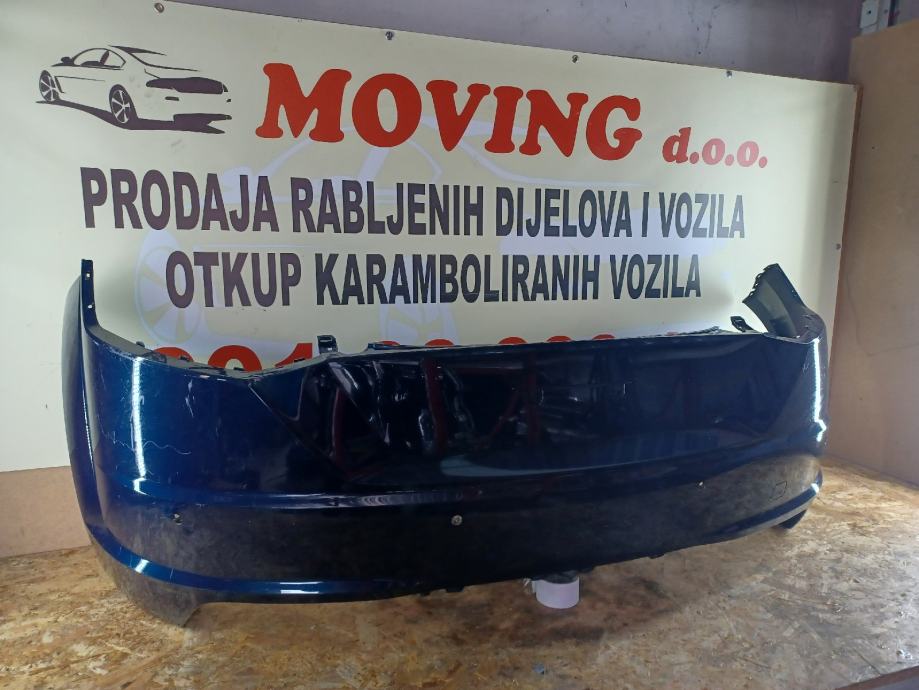 MOVING d.o.o.
PRODAJA RABLJENIH DIJELOVA I VOZILA
OTKUP KARAMBOLIRANIH VOZILA